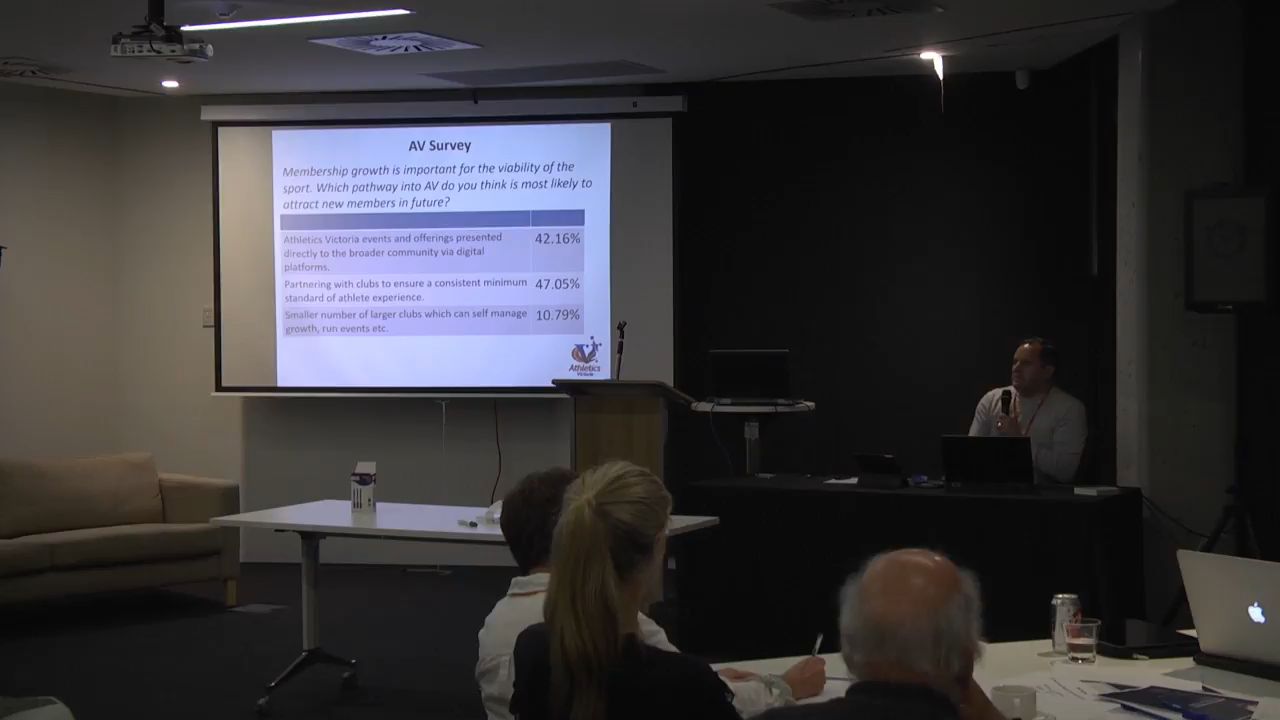 AV Survey
Membership growth is important for the viability of the
sport. Which pathway into AV do you think is most likely to
attract new members in future?
Athletics Victoria events and offerings presented
directly to the broader community via digital
platforms.
42.16%
Partnering with clubs to ensure a consistent minimum
standard of athlete experience.
47.05%
Smaller number of larger clubs which can self manage
growth, run events etc.
10.79%
Athletics
Victoria